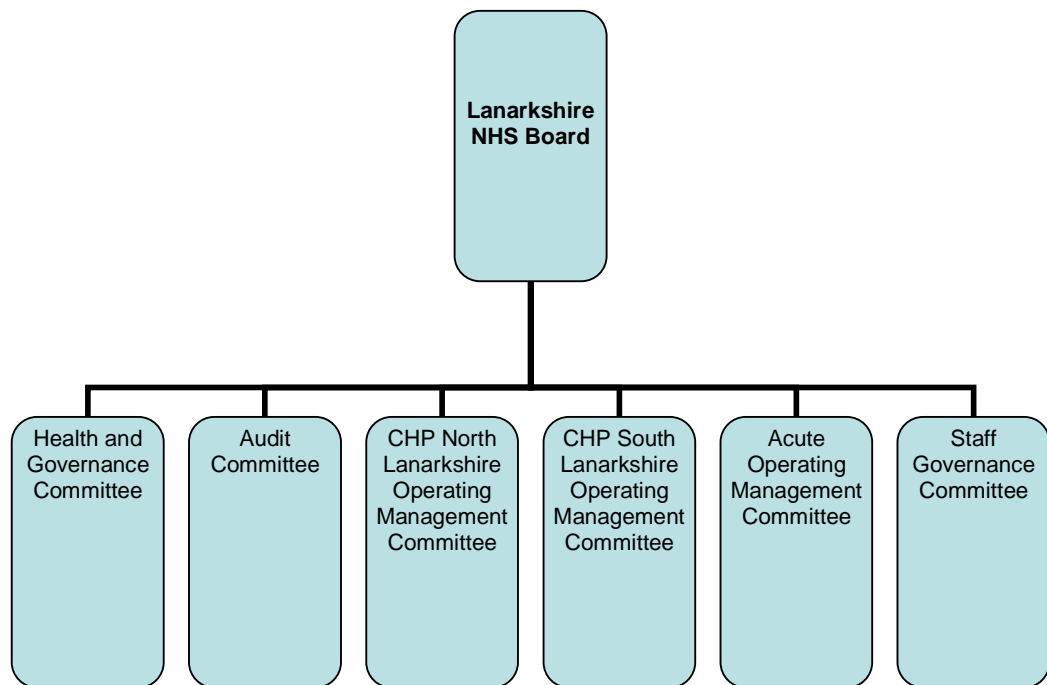 Lanarkshire
NHS Board
Health and
Governance
Committee
Audit
Committee
CHP North
Lanarkshire
Operating
Management
Committee
CHP South
Lanarkshire
Operating
Management
Committee
Acute
Operating
Management
Committee
Staff
Governance
Committee